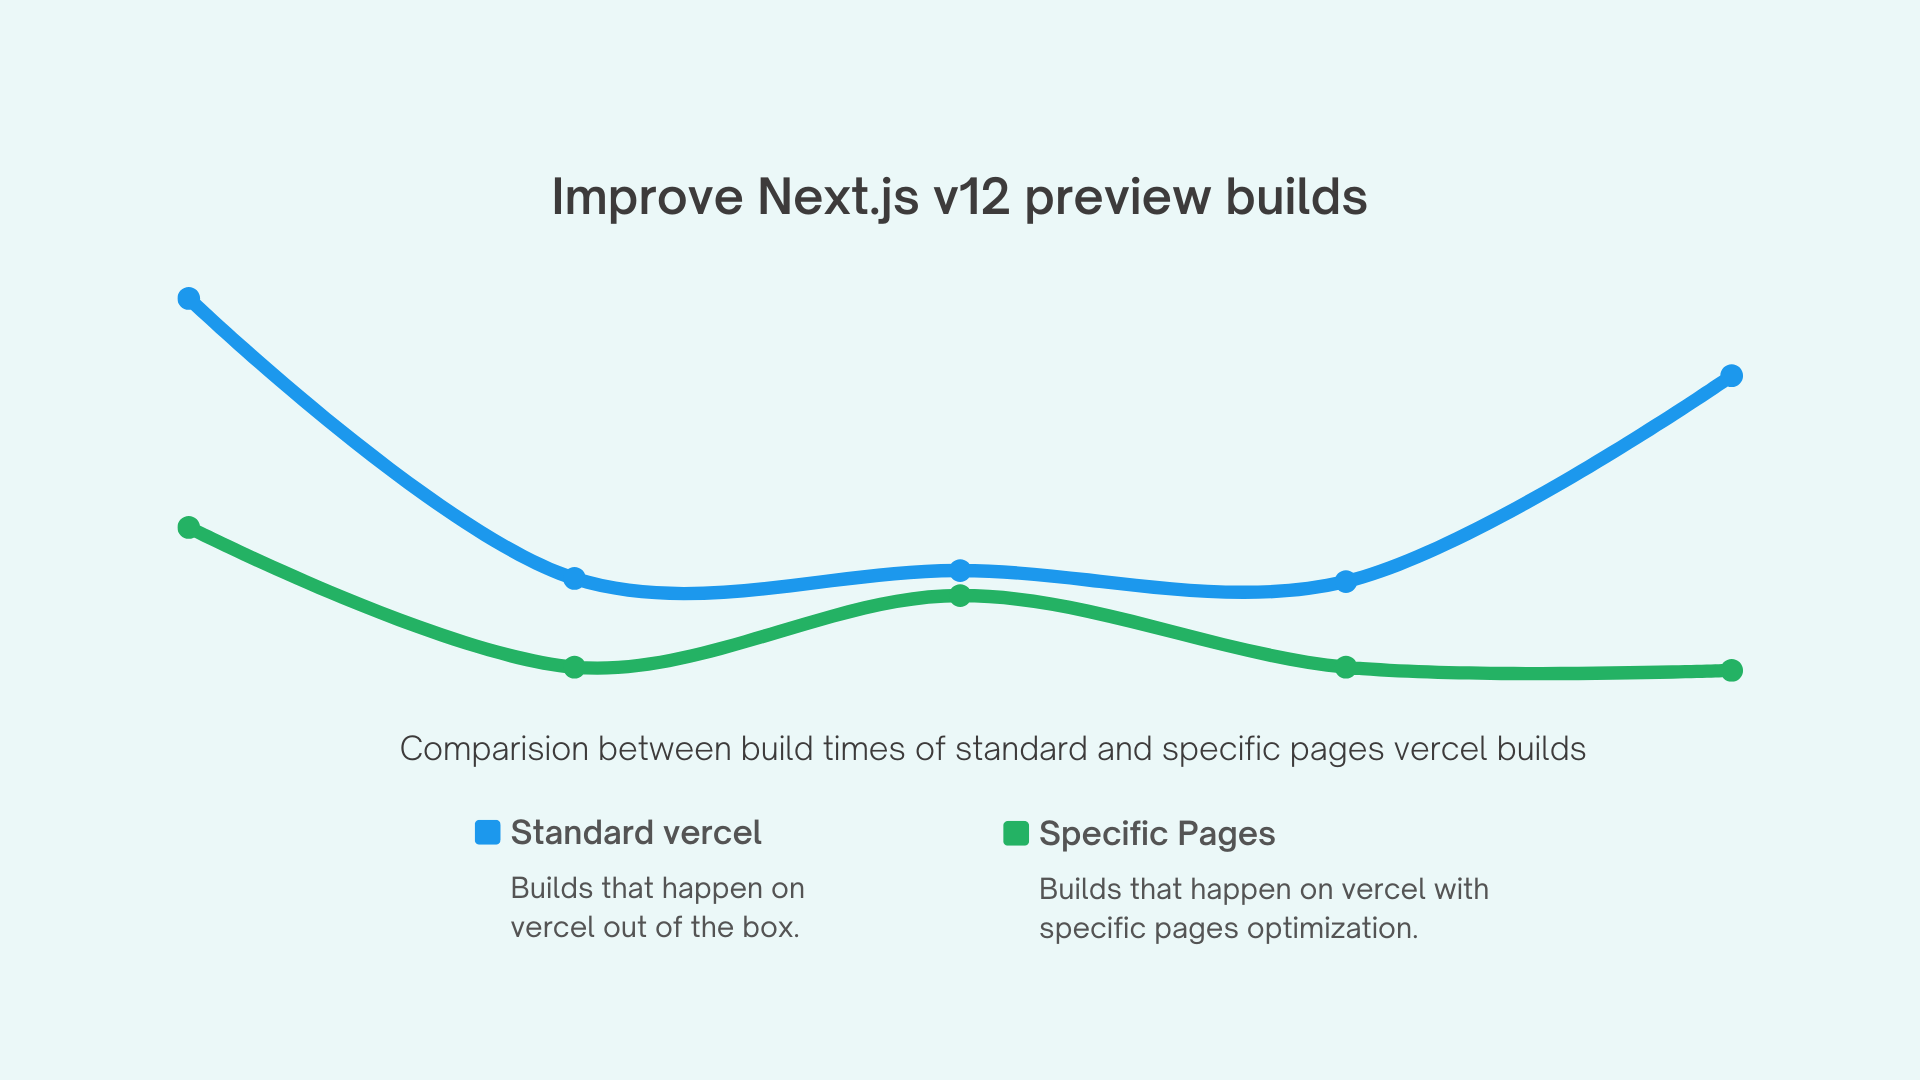 Improve Next.js v12 preview builds
Comparision between build times of standard and specific pages vercel builds
Standard vercel
Builds that happen on
vercel out of the box.
Specific Pages
Builds that happen on vercel with
specific pages optimization.